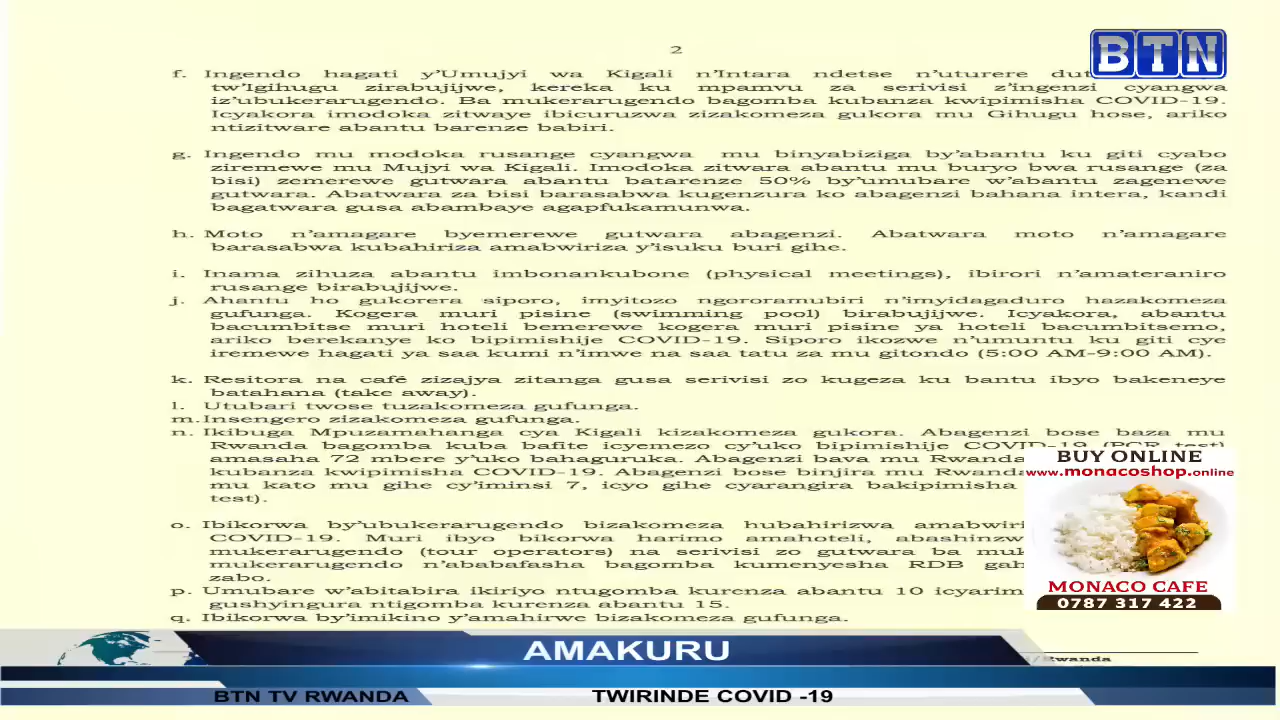 2
BTN
f. Ingendo hagati y'Umujyi wa Kigali n'Intara ndetse n'uturere
tw'Igihugu zirabujijwe, kereka ku mpamvu za serivisi z'ingenzi cyangwa
iz'ubukerarugendo. Ba mukerarugendo bagomba kubanza kwipimisha COVID-19.
Icyakora imodoka zitwaye ibicuruzwa zizakomeza gukora mu Gihugu hose, ariko
ntizitware abantu barenze babiri.
g. Ingendo mu modoka rusange cyangwa mu binyabiziga by'abantu ku giti cyabo
ziremewe mu Mujyi wa Kigali. Imodoka zitwara abantu mu buryo bwa rusange (za
bisi) zemerewe gutwara abantu batarenze 50% by'umubare w'abantu zagenewe
gutwara. Abatwara za bisi barasabwa kugenzura ko abagenzi bahana intera, kandi
bagatwara gusa abambaye agapfukamunwa.
h. Moto n'amagare byemerewe gutwara abagenzi. Abatwara moto n'amagare
barasabwa kubahiriza amabwiriza y'isuku buri gihe.
i. Inama zihuza abantu imbonankubone (physical meetings), ibirori n'amateraniro
rusange birabujijwe.
j. Ahantu ho gukorera siporo, imyitozo ngororamubiri n'imyidagaduro hazakomeza
gufunga. Kogera muri pisine (swimming pool) birabujijwe. Icyakora, abantu
bacumbitse muri hoteli bemerewe kogera muri pisine ya hoteli bacumbitsemo,
ariko berekanye ko bipimishije COVID-19. Siporo ikozwe n'umuntu ku giti cye
iremewe hagati ya saa kumi n'imwe na saa tatu za mu gitondo (5:00 AM-9:00 AM).
k. Resitora na café zizajya zitanga gusa serivisi zo kugeza ku bantu ibyo bakeneye
batahana (take away).
l. Utubari twose tuzakomeza gufunga.
m. Insengero zizakomeza gufunga.
n. Ikibuga Mpuzamahanga cya Kigali kizakomeza gukora. Abagenzi bose baza mu
Rwanda bagomba kuba bafite icyemezo cy'uko bipimishije COVID-19 (PCR test)
amasaha 72 mbere y'uko bahaguruka. Abagenzi bava mu Rwanda
kubanza kwipimisha COVID-19. Abagenzi bose binjira mu Rwanda
mu kato mu gihe cy'iminsi 7, icyo gihe cyarangira bakipimisha
test).
o. Ibikorwa by'ubukerarugendo bizakomeza hubahirizwa
COVID-19. Muri ibyo bikorwa harimo amahoteli,
mukerarugendo (tour operators) na serivisi zo gutwara ba
mukerarugendo n'ababafasha bagomba kumenyesha RDB
zabo.
p. Umubare w'abitabira ikiriyo ntugomba kurenza abantu 10
gushyingura ntigomba kurenza abantu 15.
q. Ibikorwa by'imikino y'amahirwe bizakomeza gufunga.
BUY ONLINE
www.monacoshop.online
MONACO CAFE
0787 317 422
/Rwanda
AMAKURU
BTN TV RWANDA
TWIRINDE COVID -19